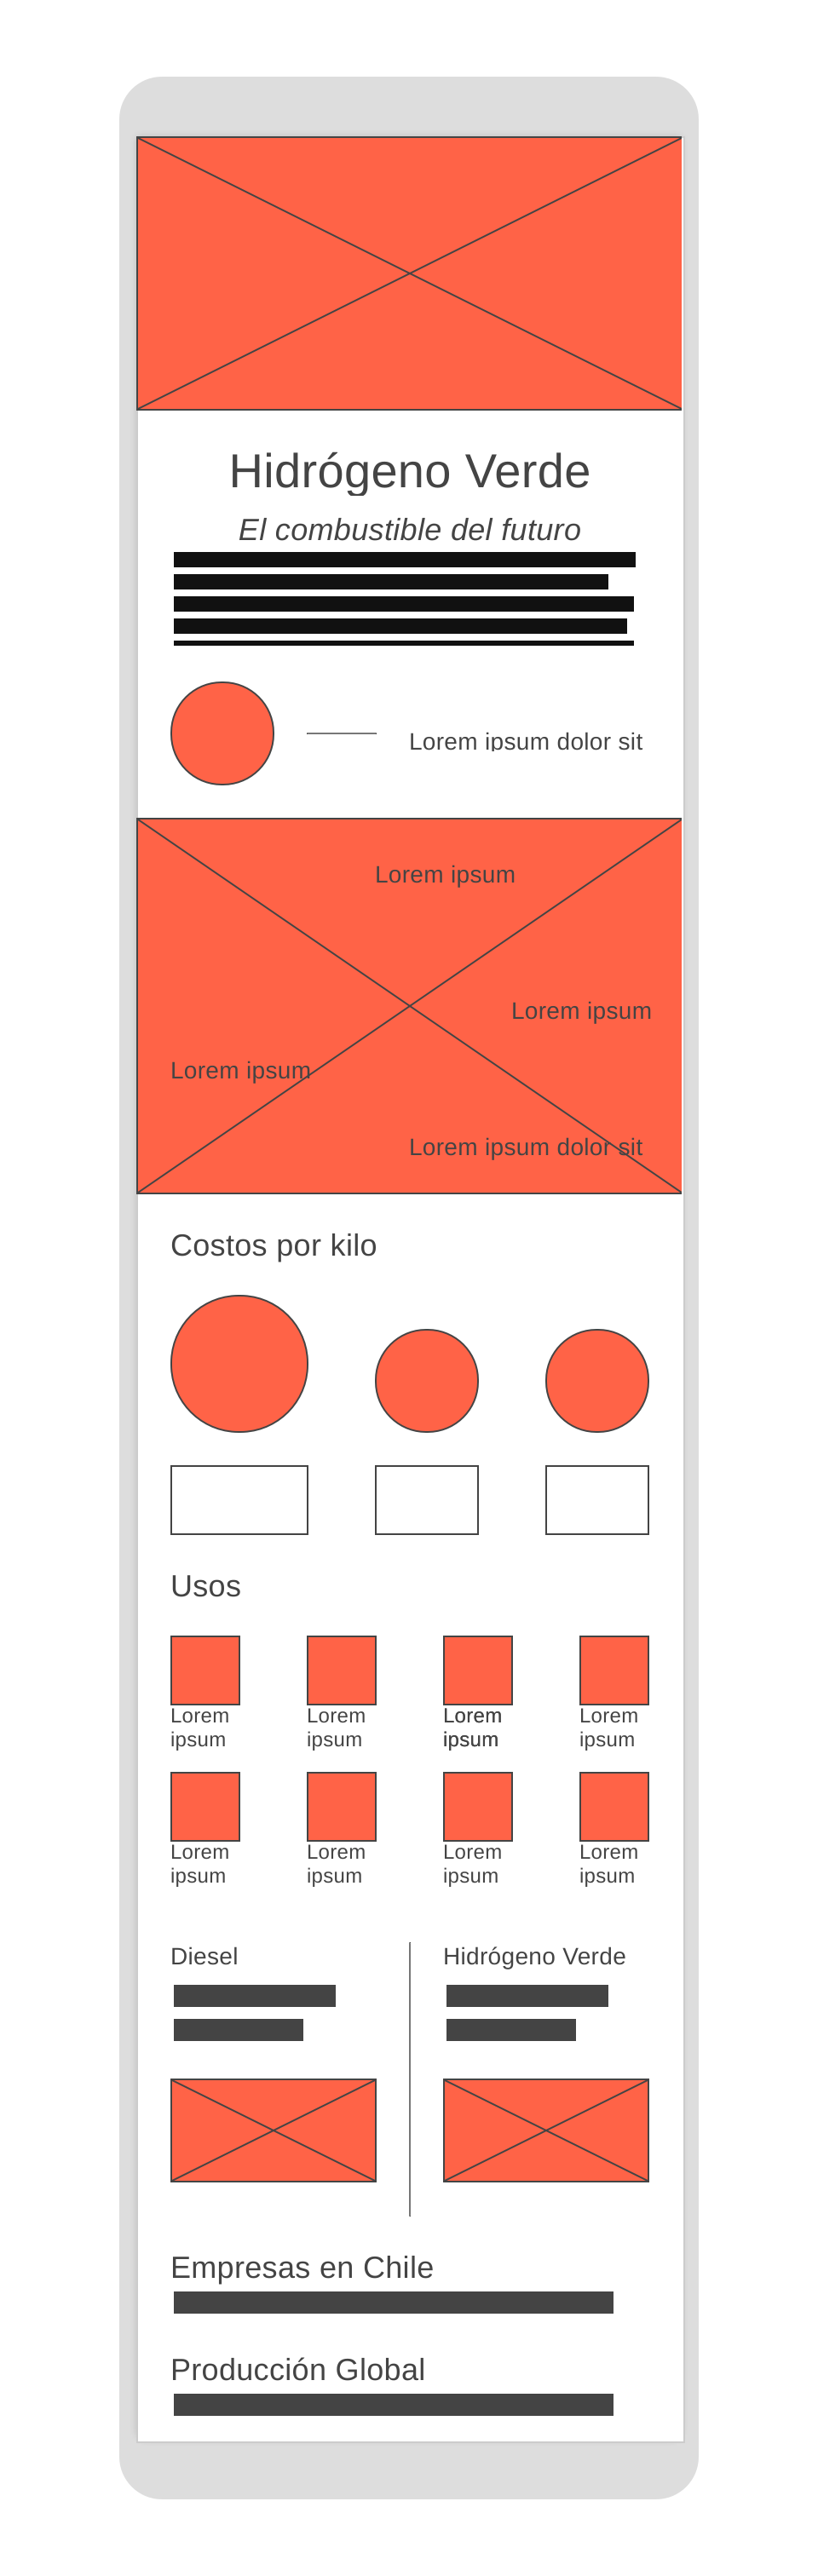 Hidrógeno Verde
El combustible del futuro
Lorem ipsum dolor sit
Lorem ipsum
Lorem ipsum
Lorem ipsum
Lorem ipsum dolor sit
Costos por kilo
Usos
Lorem ipsum
Lorem ipsum
Lorem ipsum
Lorem ipsum
Lorem ipsum
Lorem ipsum
Lorem ipsum
Lorem ipsum
Diesel
Hidrógeno Verde
Empresas en Chile
Producción Global